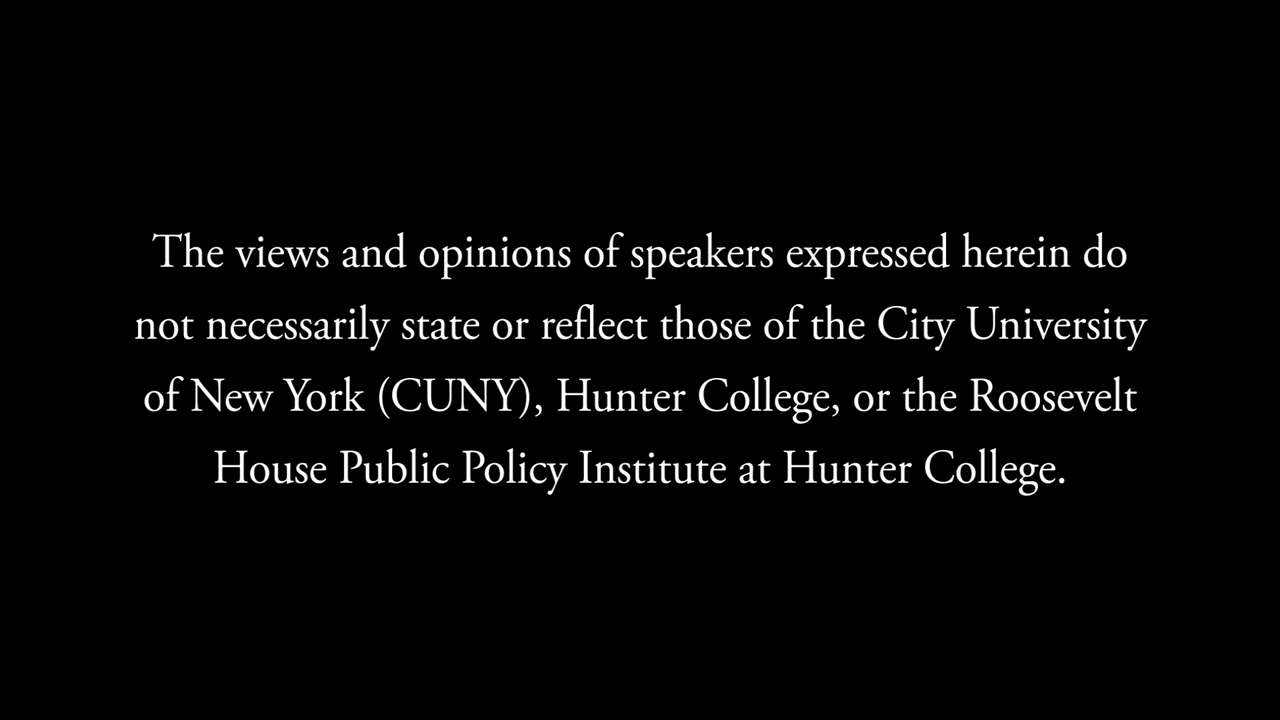 The views and opinions of speakers expressed herein do
not necessarily state or reflect those of the City University
of New York (CUNY), Hunter College, or the Roosevelt
House Public Policy Institute at Hunter College.